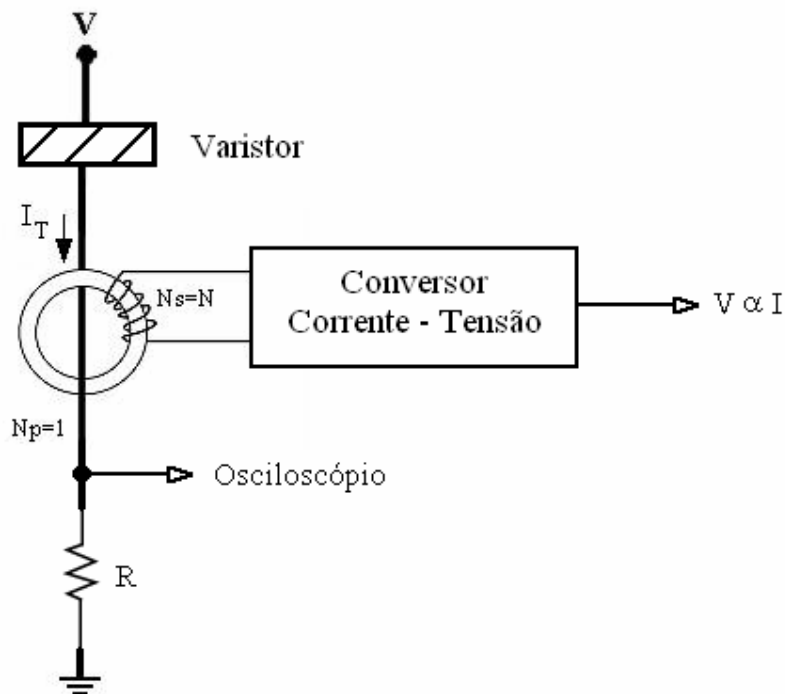 V
Varistor
I_T
Ns=N
Conversor
Corrente - Tensão
V α I
Np=1
Osciloscópio
R